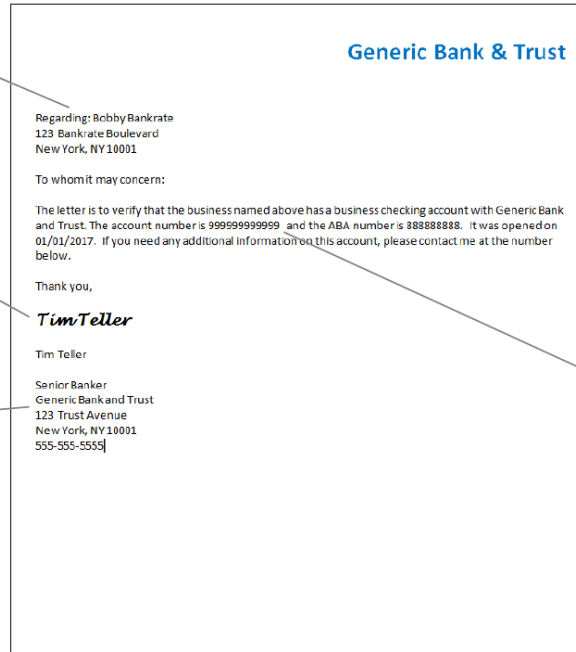 Generic Bank & Trust
Regarding: Bobby Bankrate
123 Bankrate Boulevard
New York, NY 10001
To whom it may concern:
The letter is to verify that the business named above has a business checking account with Generic Bank
and Trust. The account number is 999999999999 and the ABA number is 888888888. It was opened on
01/01/2017. If you need any additional information on this account, please contact me at the number
below.
Thank you,
Tim Teller
Tim Teller
Senior Banker
Generic Bank and Trust
123 Trust Avenue
New York, NY 10001
555-555-5555